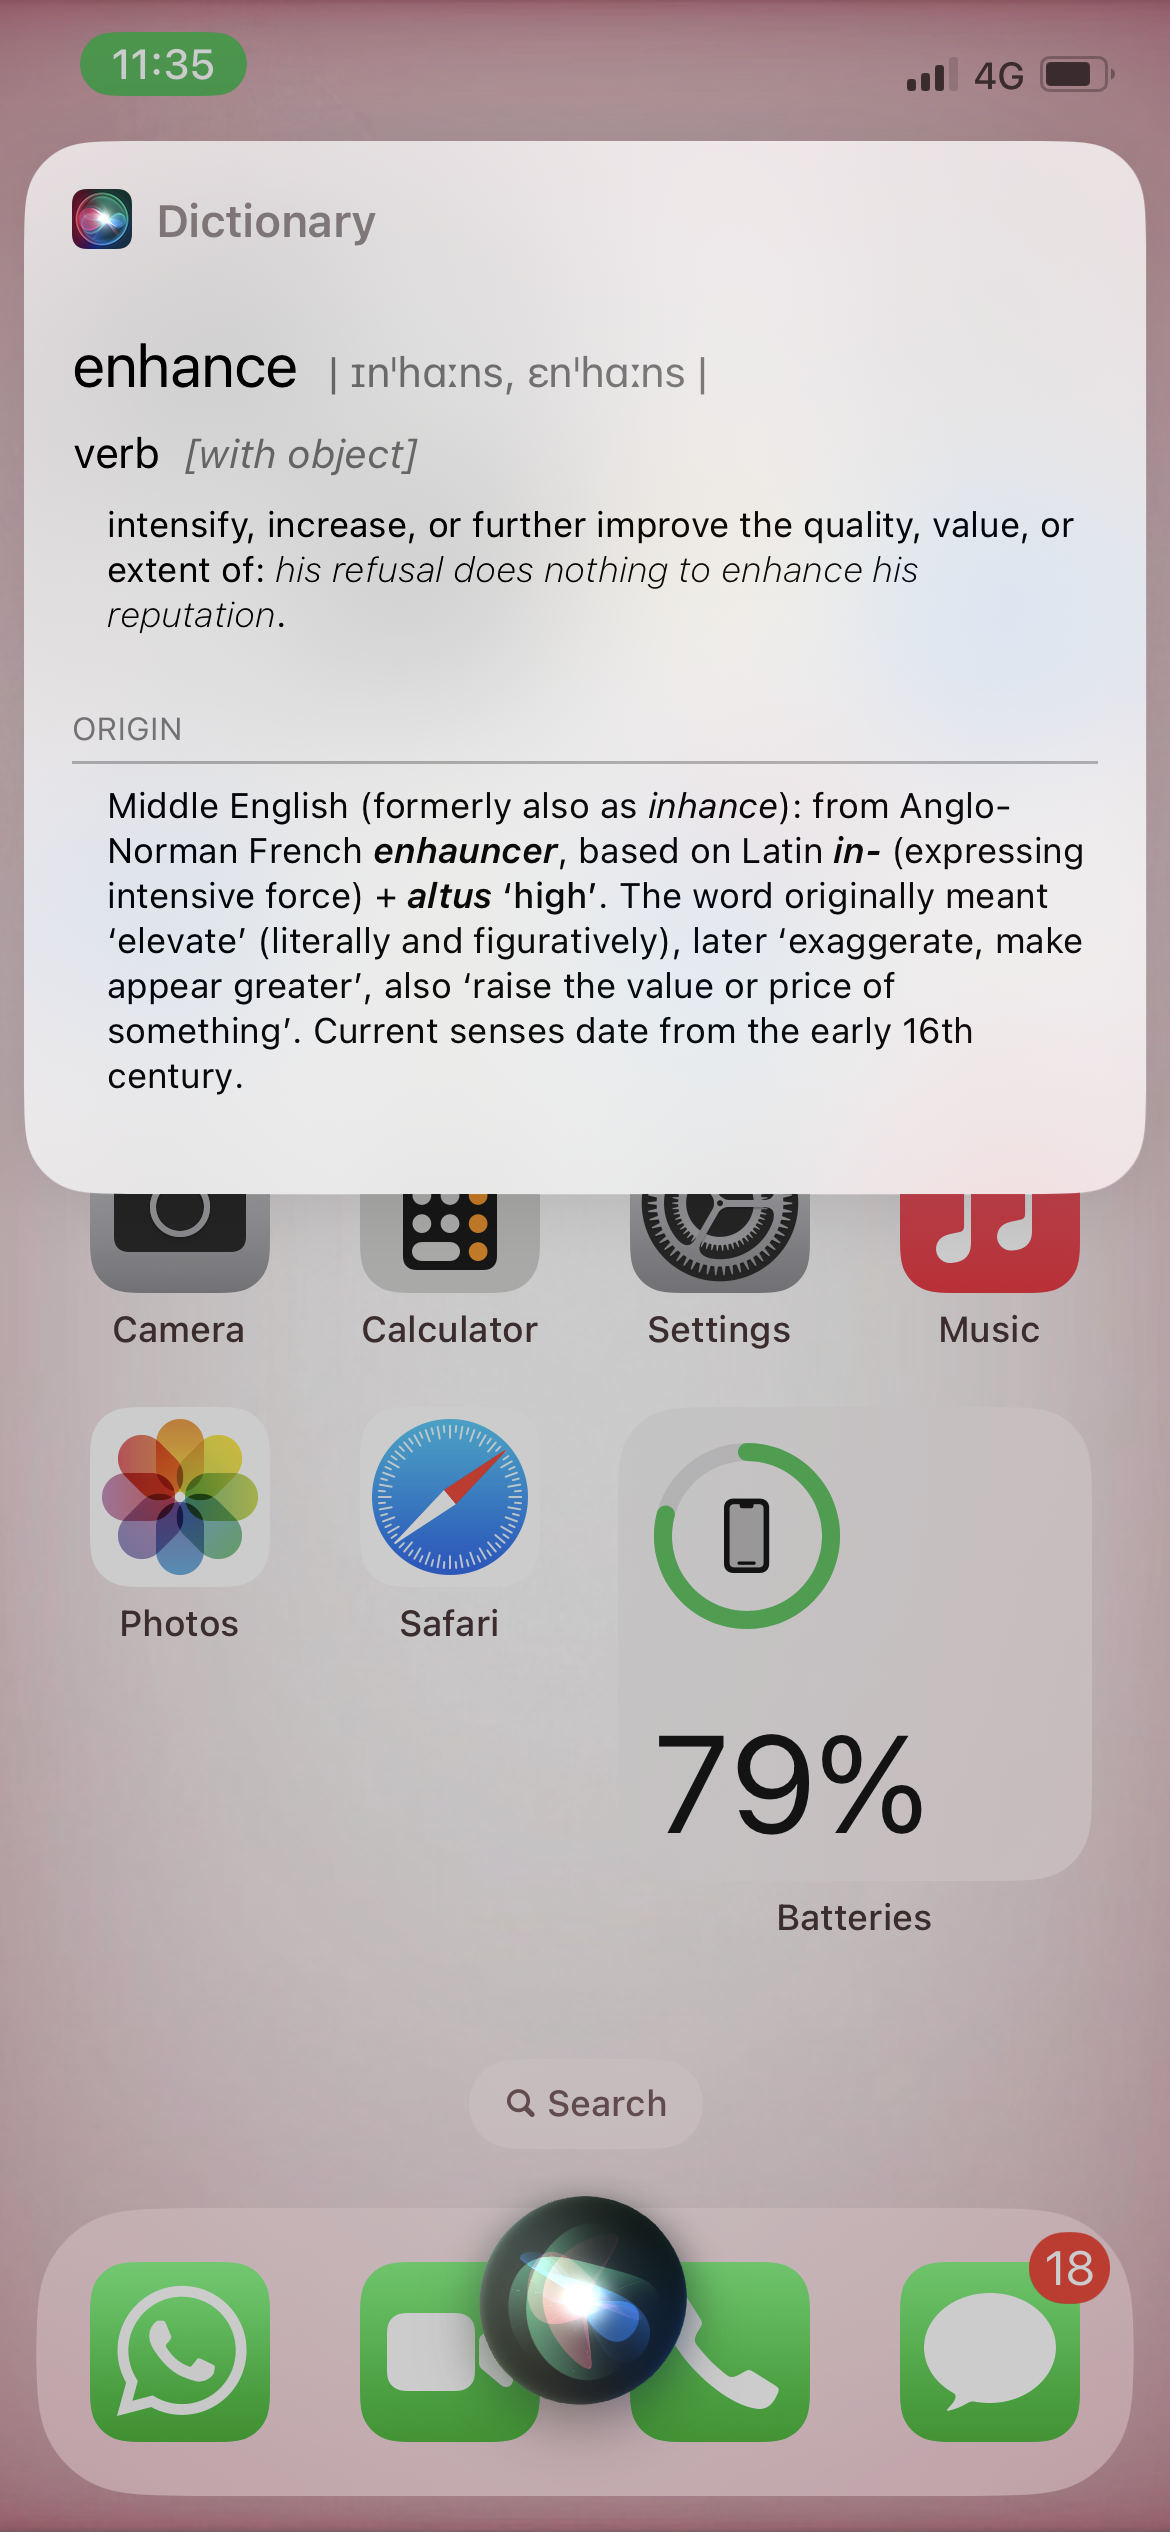 11:35
4G
Dictionary
enhance | ɪnˈhɑːns, ɛnˈhɑːns |
verb [with object]
intensify, increase, or further improve the quality, value, or
extent of: his refusal does nothing to enhance his
reputation.
ORIGIN
Middle English (formerly also as inhance): from Anglo-
Norman French enhauncer, based on Latin in- (expressing
intensive force) + altus ‘high’. The word originally meant
‘elevate’ (literally and figuratively), later ‘exaggerate, make
appear greater’, also ‘raise the value or price of
something’. Current senses date from the early 16th
century.
Camera Calculator Settings Music
Photos Safari
79%
Batteries
Search
18